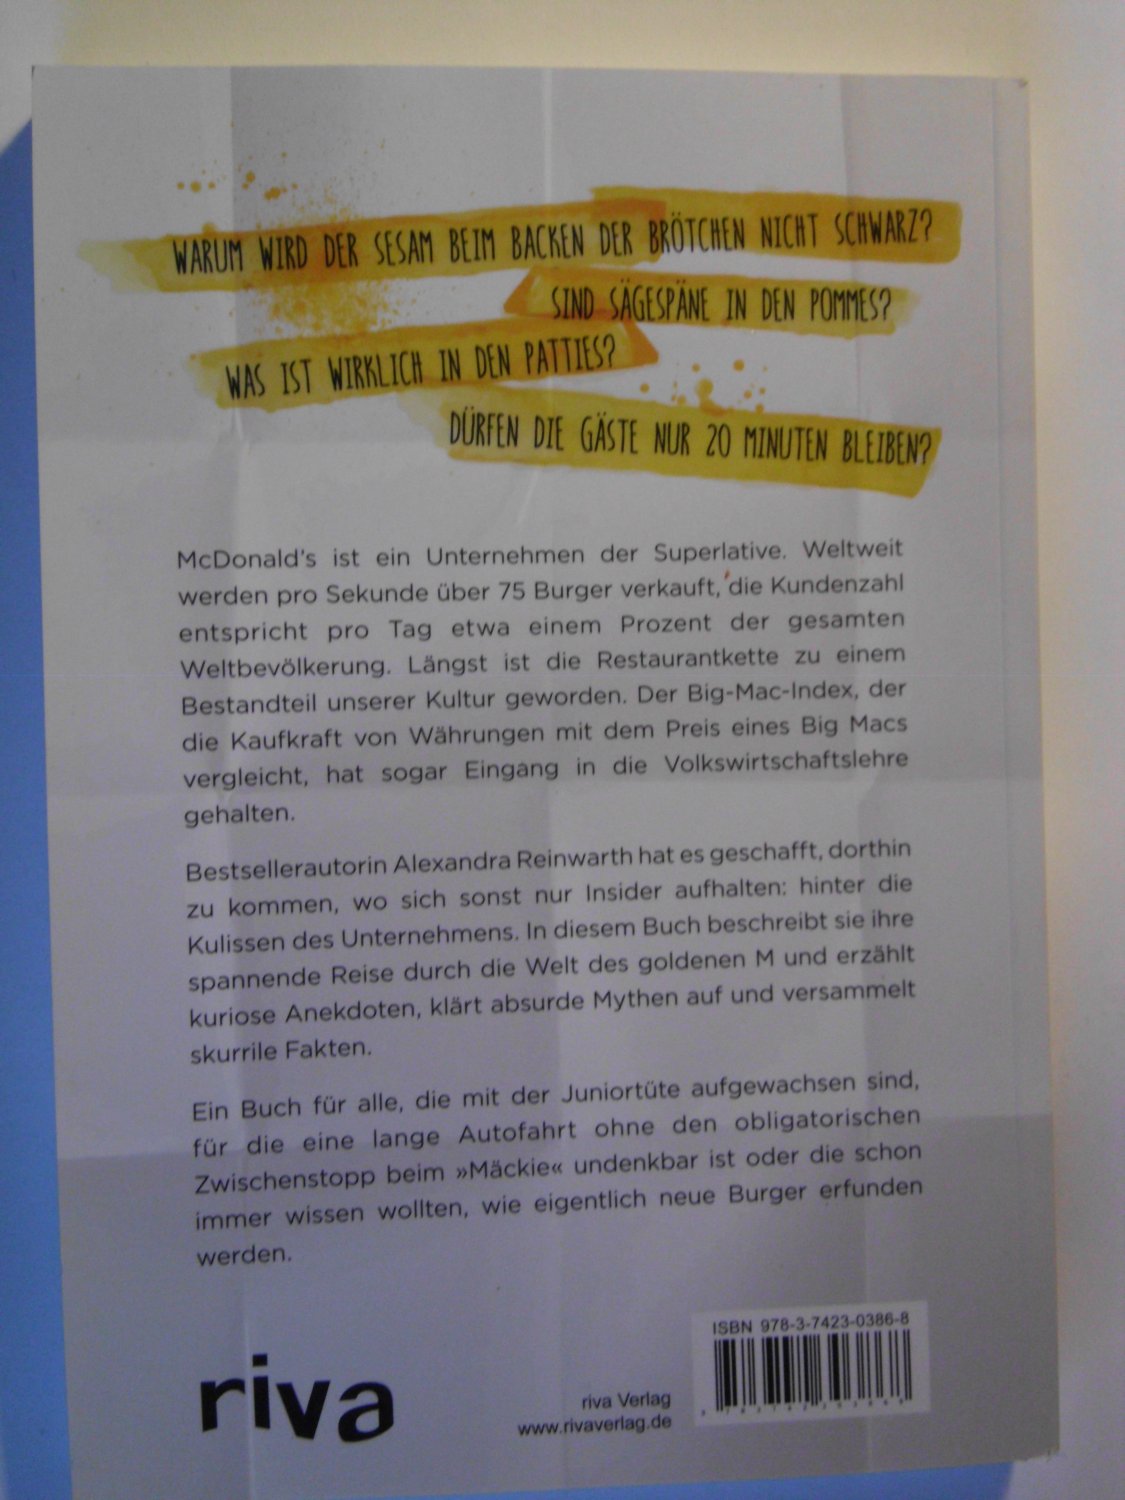 WARUM WIRD DER SESAM BEIM BACKEN DER BRÖTCHEN NICHT SCHWARZ?
SIND SÄGESPÄNE IN DEN POMMES?
WAS IST WIRKLICH IN DEN PATTIES?
DÜRFEN DIE GÄSTE NUR 20 MINUTEN BLEIBEN?
McDonald's ist ein Unternehmen der Superlative. Weltweit
werden pro Sekunde über 75 Burger verkauft, die Kundenzahl
entspricht pro Tag etwa einem Prozent der gesamten
Weltbevölkerung. Längst ist die Restaurantkette zu einem
Bestandteil unserer Kultur geworden. Der Big-Mac-Index, der
die Kaufkraft von Währungen mit dem Preis eines Big Macs
vergleicht, hat sogar Eingang in die Volkswirtschaftslehre
gehalten.
Bestsellerautorin Alexandra Reinwarth hat es geschafft, dorthin
zu kommen, wo sich sonst nur Insider aufhalten: hinter die
Kulissen des Unternehmens. In diesem Buch beschreibt sie ihre
spannende Reise durch die Welt des goldenen M und erzählt
kuriose Anekdoten, klärt absurde Mythen auf und versammelt
skurrile Fakten.
Ein Buch für alle, die mit der Juniortüte aufgewachsen sind,
für die eine lange Autofahrt ohne den obligatorischen
Zwischenstopp beim »Mäckie« undenkbar ist oder die schon
immer wissen wollten, wie eigentlich neue Burger erfunden
werden.
ISBN 978-3-7423-0386-8
riva
riva Verlag
www.rivaverlag.de